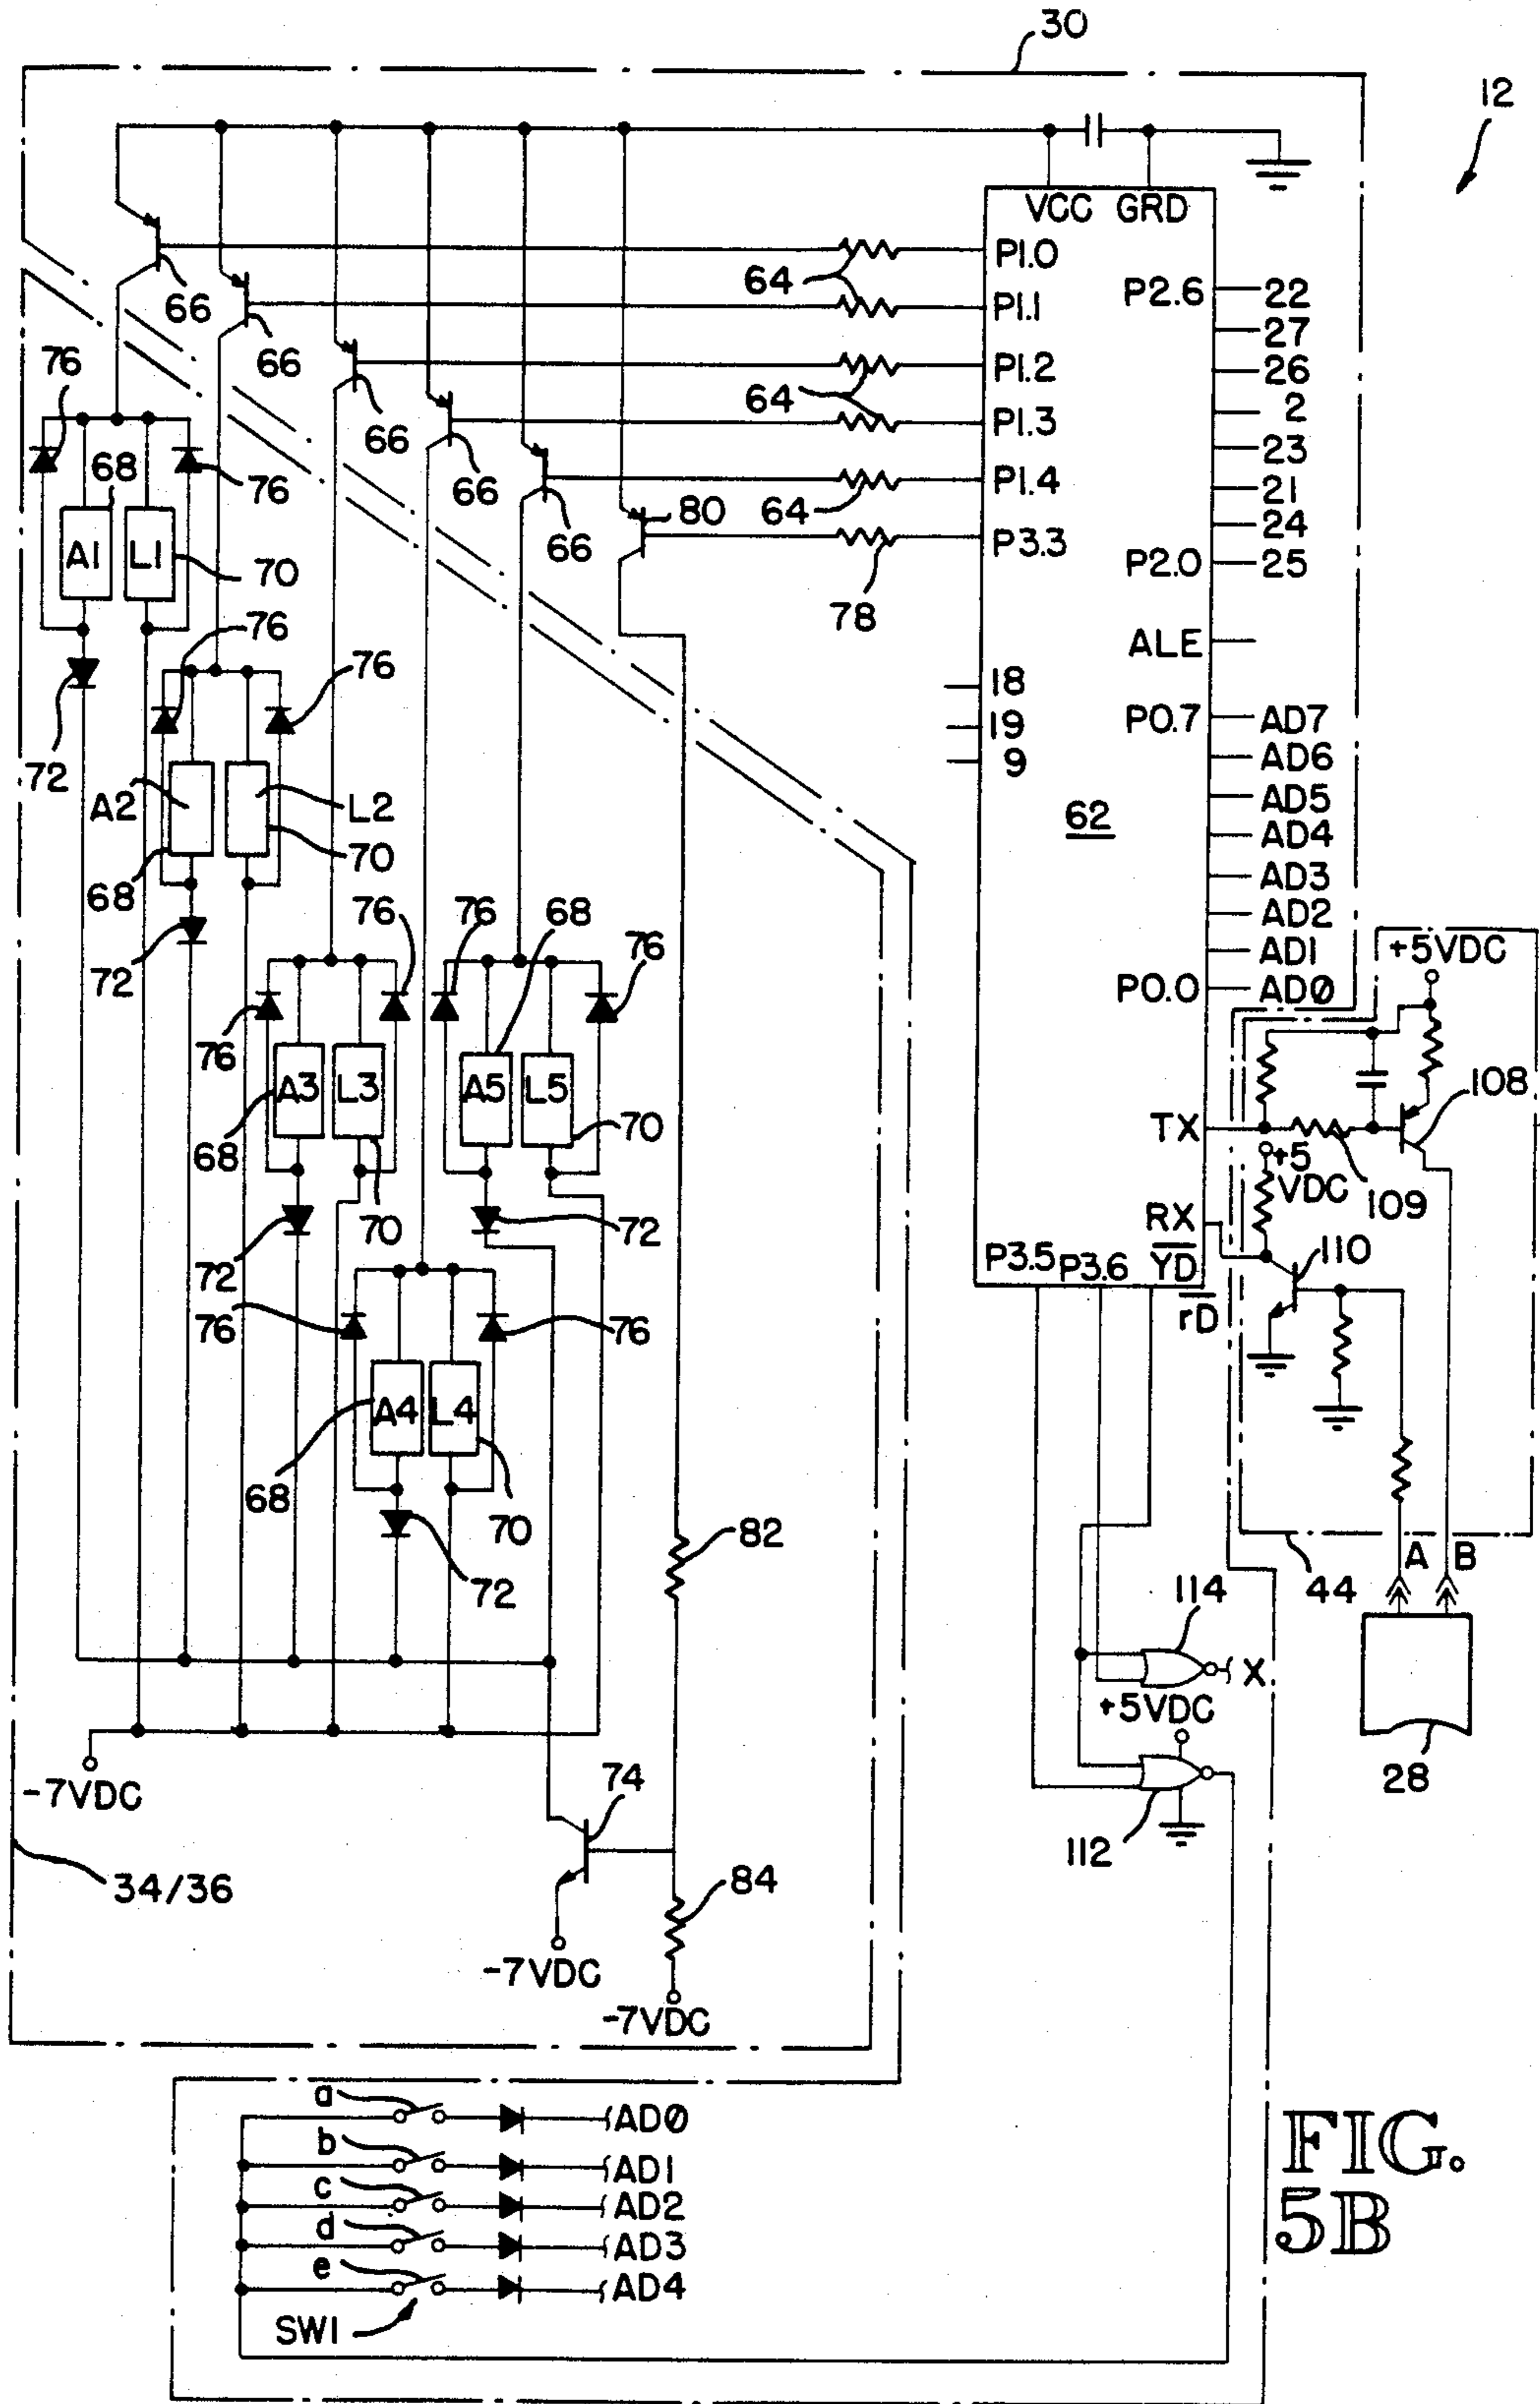 30
12
VCC GRD
P1.0
64
P1.1
66
66
P2.6
22
27
76
P1.2
26
64
2
66
P1.3
23
68
76
66
P1.4
21
64
80
24
A1 L1
66
P3.3
P2.0
25
70
78
76
ALE
76
18
72
19
P0.7
AD7
9
AD6
A2
L2
62
AD5
70
AD4
68
AD3
76
76
68
AD2
72
76
AD1
+5VDC
P0.0
AD0
76
A3 L3
A5 L5
108
68
70
TX
+5
VDC
109
70
72
RX
72
P3.5 P3.6 YD
110
rD
76
76
A4 L4
68
70
82
A B
72
114
44
X
+5VDC
-7VDC
74
28
112
34/36
84
-7VDC
-7VDC
a
AD0
b
AD1
c
AD2
d
AD3
e
AD4
SW1
FIG.
5B